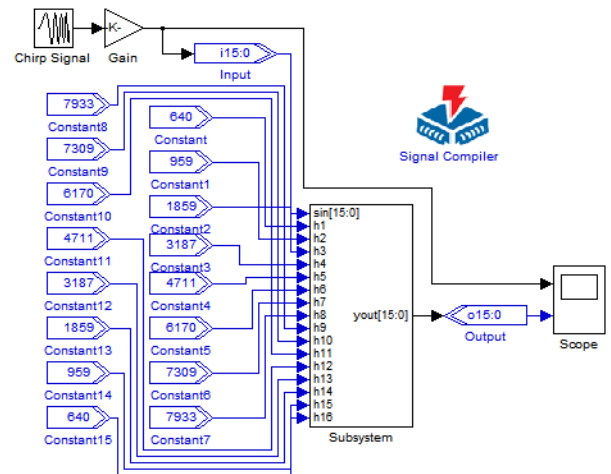 K-
Chirp Signal
Gain
i15:0
Input
7933
Constant8
7309
Constant9
6170
Constant10
4711
Constant11
3187
Constant12
1859
Constant13
959
Constant14
640
Constant15
640
Constant
959
Constant1
1859
Constant2
3187
Constant3
4711
Constant4
6170
Constant5
7309
Constant6
7933
Constant7
Signal Compiler
sin[15:0]
h1
h2
h3
h4
h5
h6
h7
h8
h9
h10
h11
h12
h13
h14
h15
h16
yout[15:0]
Subsystem
o15:0
Output
Scope